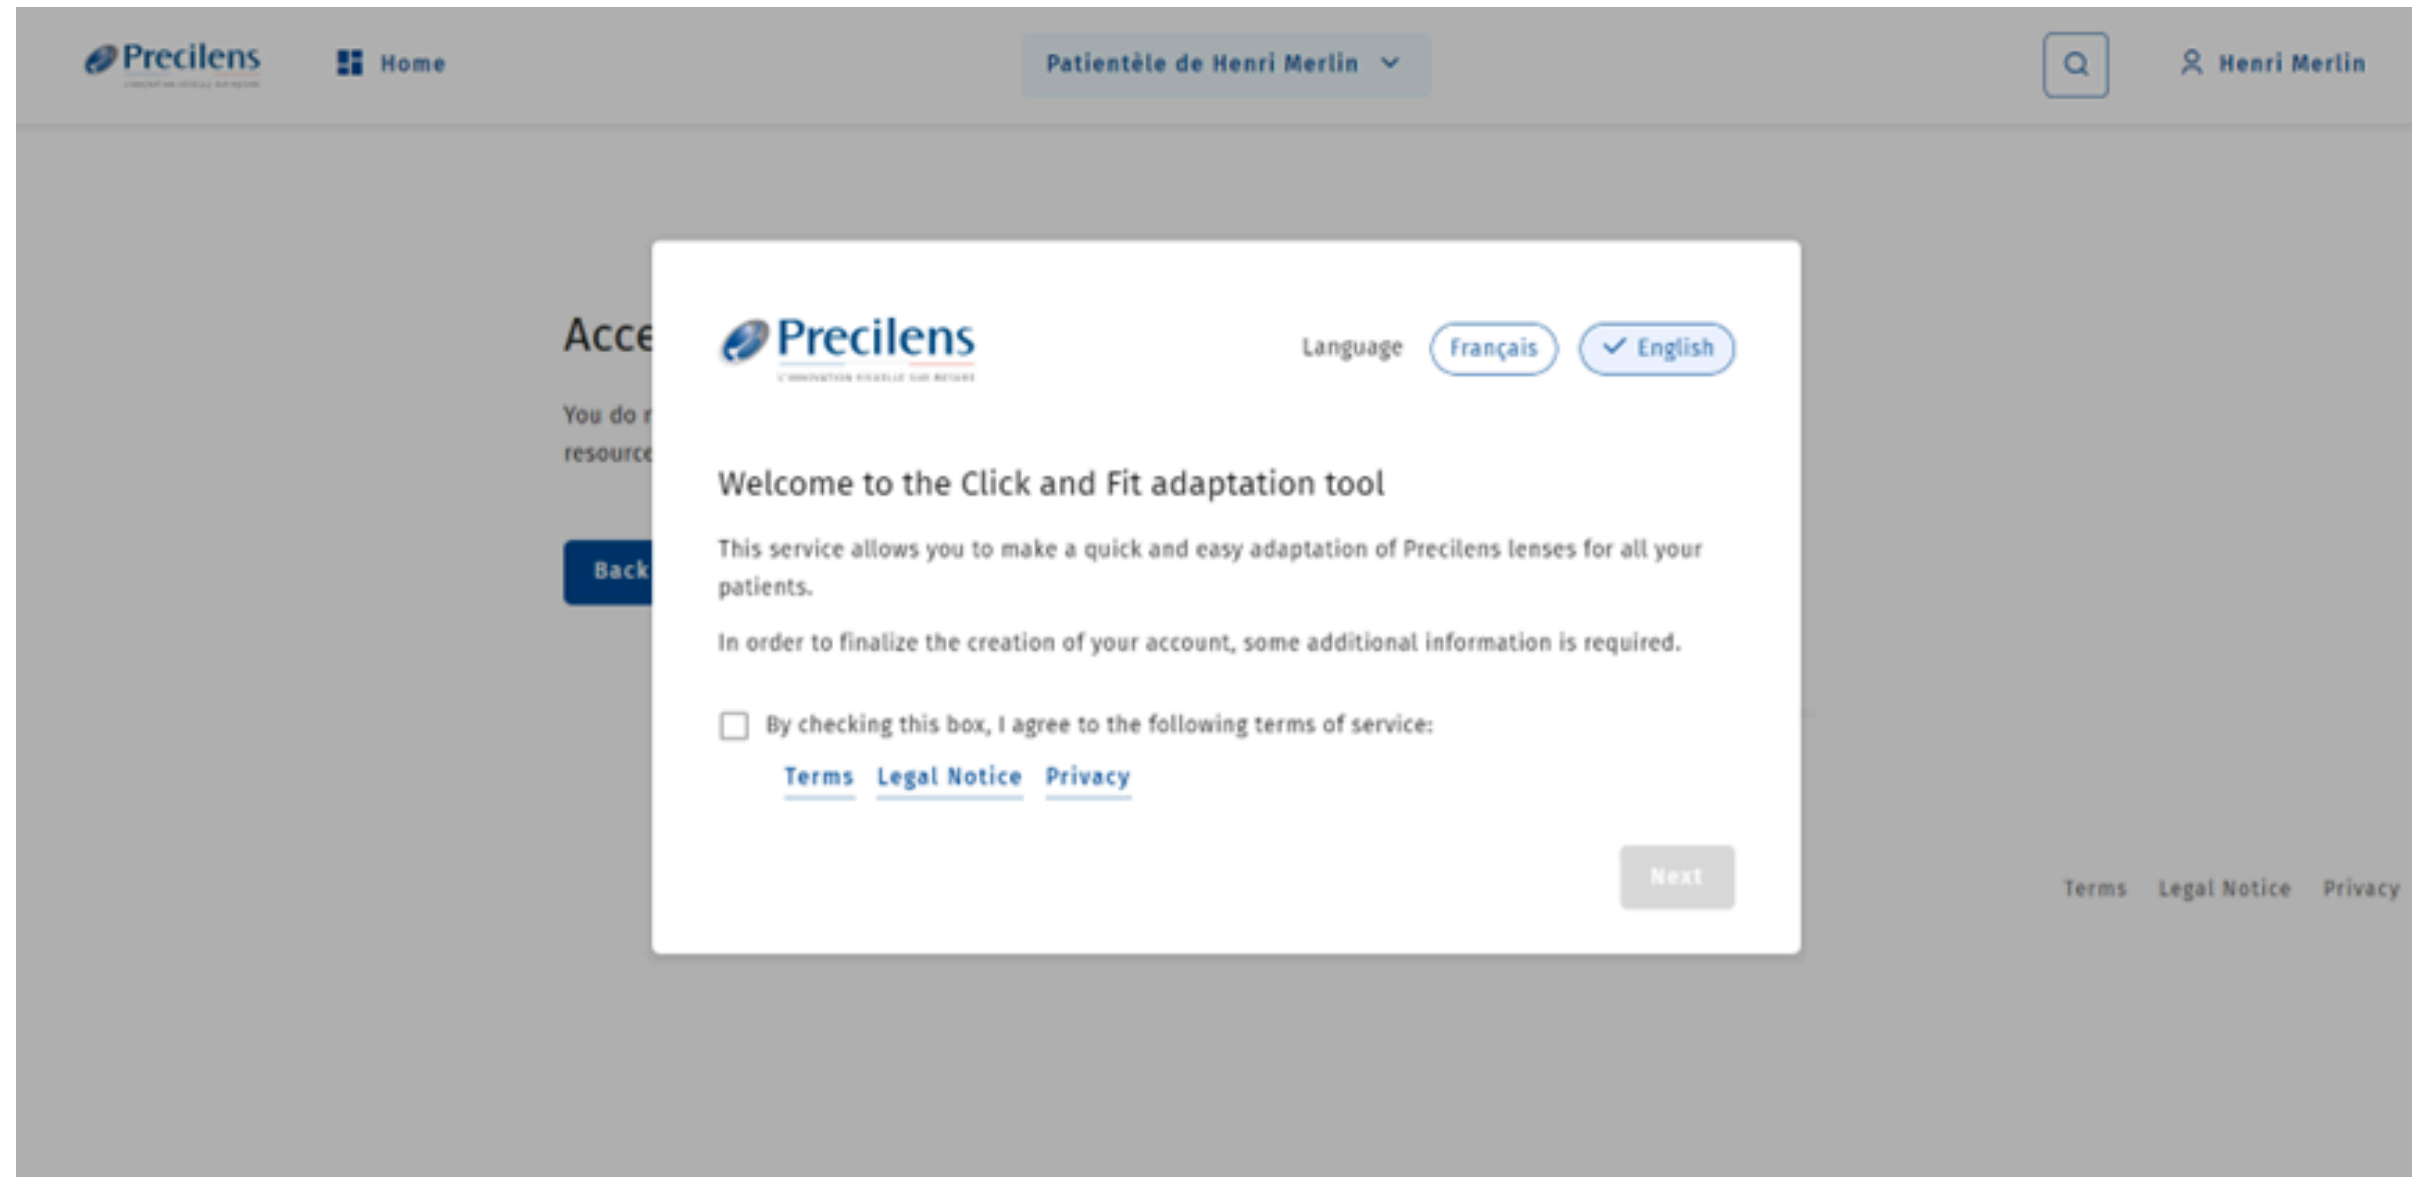 Precilens
Home
Patientèle de Henri Merlin
Henri Merlin
Acce
You do
resource
Back
Precilens
L'INNOVATION VISUELLE SUR MESURE
Language
Français
English
Welcome to the Click and Fit adaptation tool
This service allows you to make a quick and easy adaptation of Precilens lenses for all your
patients.
In order to finalize the creation of your account, some additional information is required.
By checking this box, I agree to the following terms of service:
Terms Legal Notice Privacy
Next
Terms Legal Notice Privacy